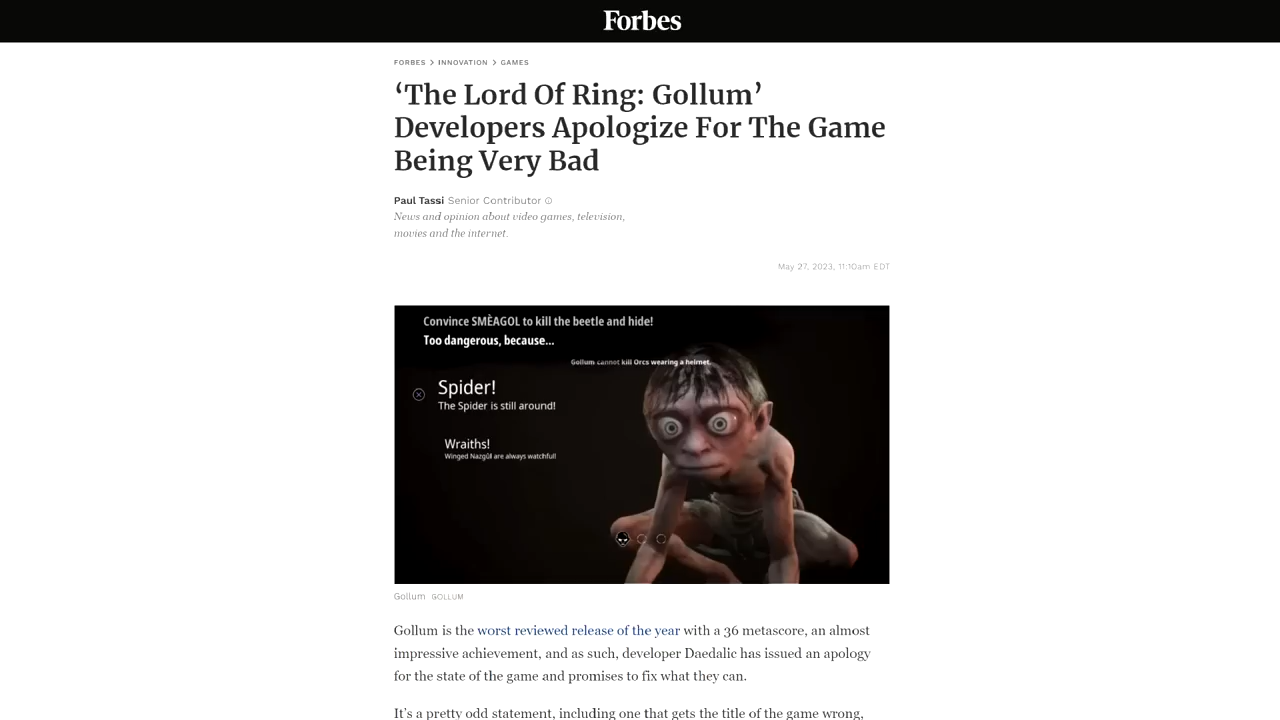 Forbes
FORBES > INNOVATION > GAMES
‘The Lord Of Ring: Gollum’
Developers Apologize For The Game
Being Very Bad
Paul Tassi Senior Contributor
News and opinion about video games, television,
movies and the internet.
May 27, 2023, 11:10am EDT
Convince SMÈAGOL to kill the beetle and hide!
Too dangerous, because...
Gollum cannot kill Orcs wearing a helmet.
Spider!
The Spider is still around!
Wraiths!
Winged Nazgûl are always watchful!
Gollum GOLLUM
Gollum is the worst reviewed release of the year with a 36 metascore, an almost
impressive achievement, and as such, developer Daedalic has issued an apology
for the state of the game and promises to fix what they can.
It’s a pretty odd statement, including one that gets the title of the game wrong,